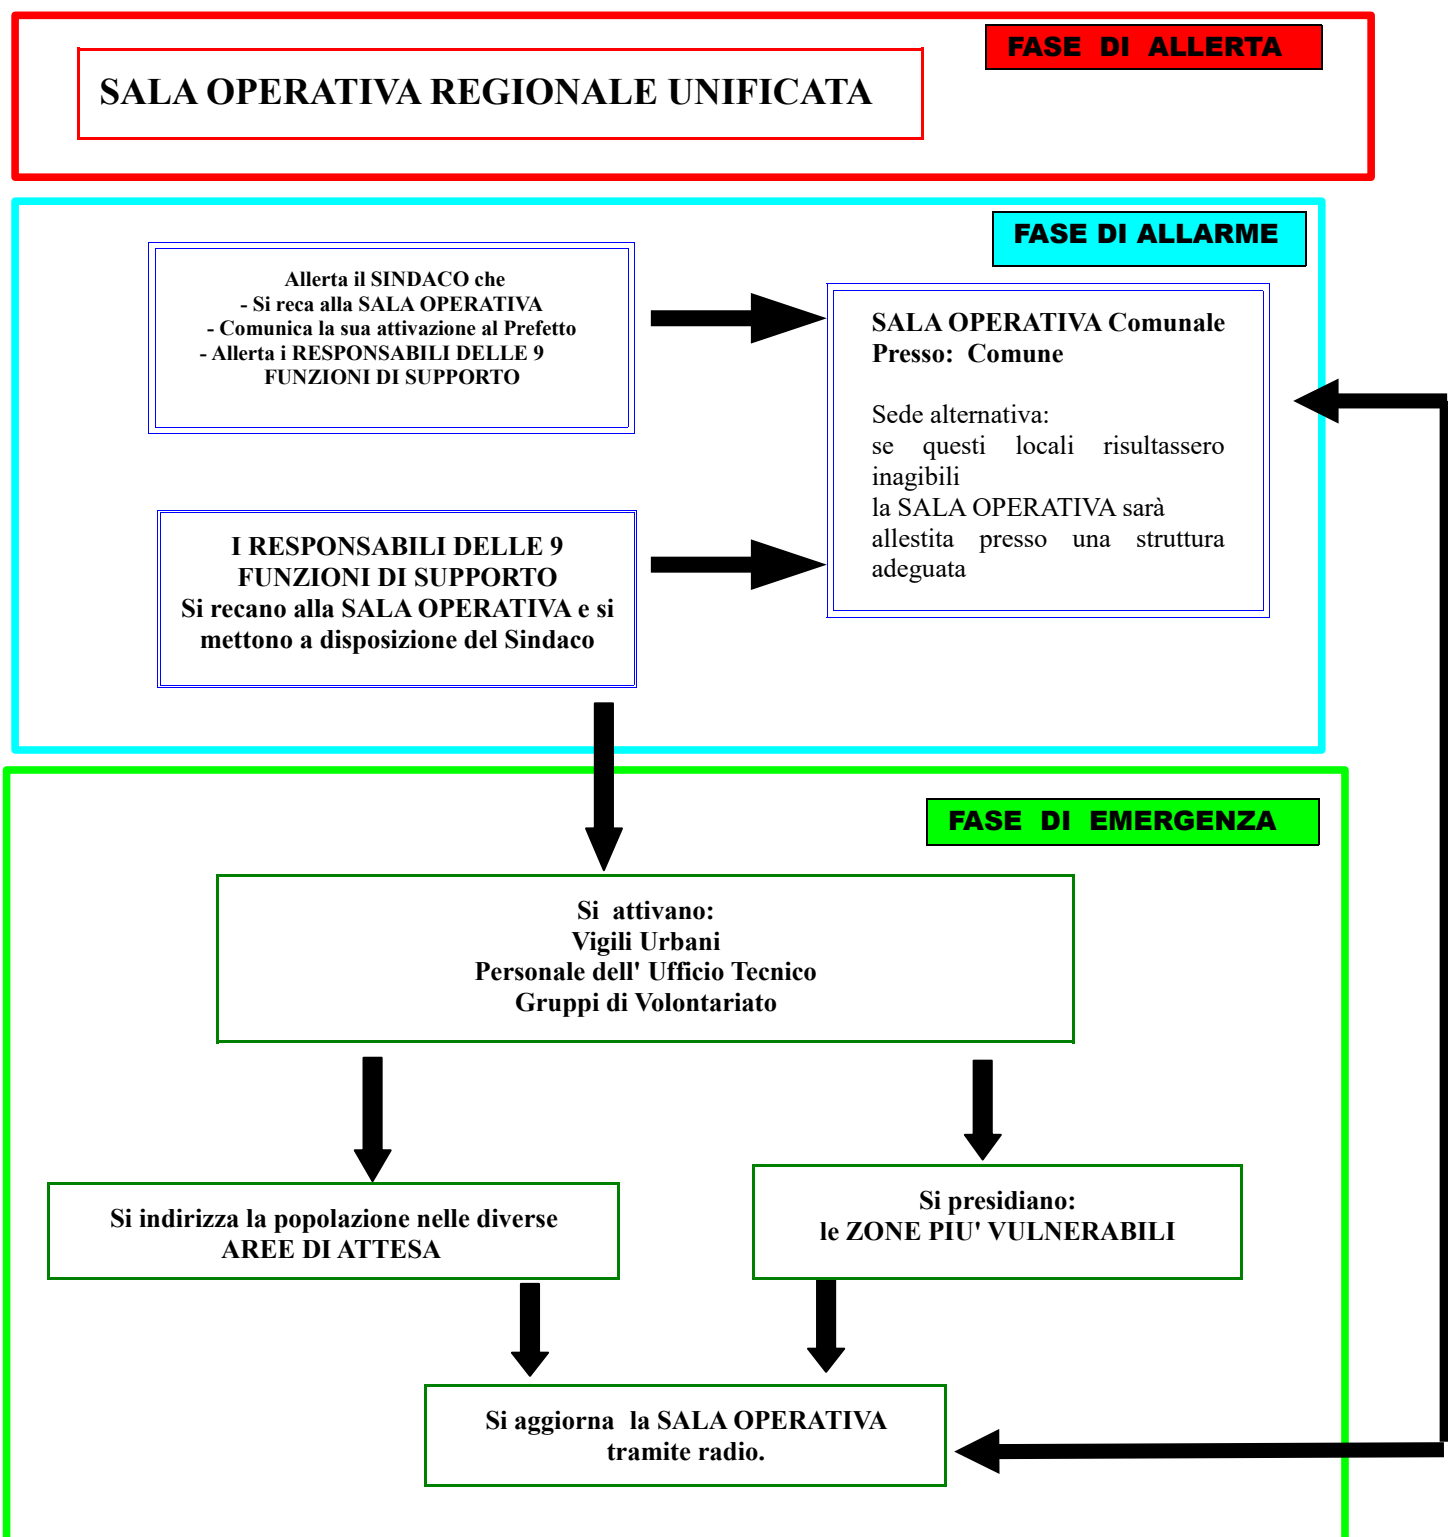 FASE DI ALLERTA
SALA OPERATIVA REGIONALE UNIFICATA
FASE DI ALLARME
Allerta il SINDACO che
- Si reca alla SALA OPERATIVA
- Comunica la sua attivazione al Prefetto
- Allerta i RESPONSABILI DELLE 9
FUNZIONI DI SUPPORTO
SALA OPERATIVA Comunale
Presso: Comune
Sede alternativa:
se questi locali risultassero
inagibili
la SALA OPERATIVA sarà
allestita presso una struttura
adeguata
I RESPONSABILI DELLE 9
FUNZIONI DI SUPPORTO
Si recano alla SALA OPERATIVA e si
mettono a disposizione del Sindaco
FASE DI EMERGENZA
Si attivano:
Vigili Urbani
Personale dell' Ufficio Tecnico
Gruppi di Volontariato
Si indirizza la popolazione nelle diverse
AREE DI ATTESA
Si presidiano:
le ZONE PIU' VULNERABILI
Si aggiorna la SALA OPERATIVA
tramite radio.